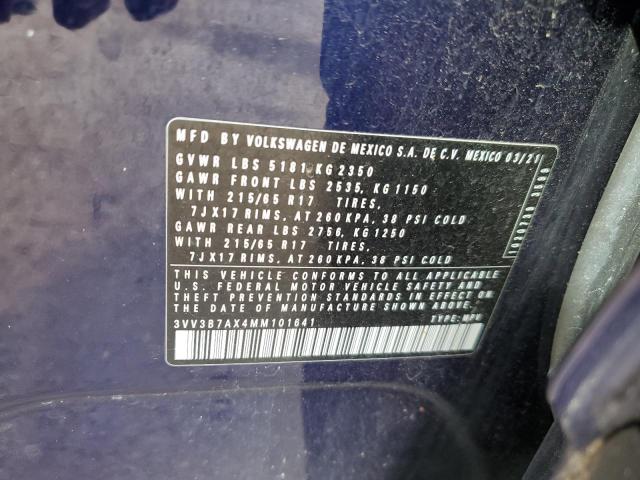 MFD BY VOLKSWAGEN DE MEXICO S.A. DE C.V. MEXICO 03/21
GVWR LBS 5181 KG 2350
GAWR FRONT LBS 2535, KG 1150
WITH 215/65 R17 TIRES,
7JX17 RIMS, AT 260 KPA, 38 PSI COLD
GAWR REAR LBS 2756, KG 1250
WITH 215/65 R17 TIRES,
7JX17 RIMS, AT 260 KPA, 38 PSI COLD
THIS VEHICLE CONFORMS TO ALL APPLICABLE
U.S. FEDERAL MOTOR VEHICLE SAFETY AND
THEFT PREVENTION STANDARDS IN EFFECT ON
THE DATE OF MANUFACTURE SHOWN ABOVE.
3VV3B7AX4MM101641 TYPE: MPV